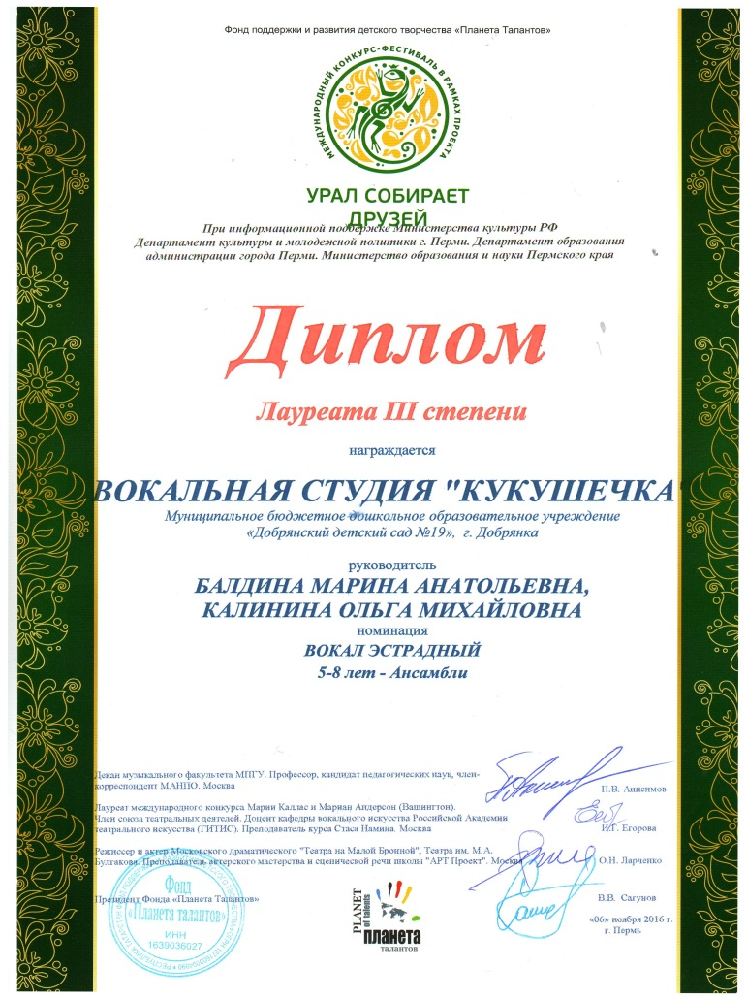 Фонд поддержки и развития детского творчества «Планета Талантов»
МЕЖДУНАРОДНЫЙ КОНКУРС-ФЕСТИВАЛЬ В РАМКАХ ПРОЕКТА
УРАЛ СОБИРАЕТ
ДРУЗЕЙ
При информационной поддержке Министерства культуры РФ
Департамент культуры и молодежной политики г. Перми. Департамент образования
администрации города Перми. Министерство образования и науки Пермского края
Диплом
Лауреата III степени
награждается
ВОКАЛЬНАЯ СТУДИЯ "КУКУШЕЧКА"
Муниципальное бюджетное дошкольное образовательное учреждение
«Добрянский детский сад №19», г. Добрянка
руководитель
БАЛДИНА МАРИНА АНАТОЛЬЕВНА,
КАЛИНИНА ОЛЬГА МИХАЙЛОВНА
номинация
ВОКАЛ ЭСТРАДНЫЙ
5-8 лет - Ансамбли
Декан музыкального факультета МПГУ. Профессор, кандидат педагогических наук, член-
корреспондент МАНПО. Москва
П.В. Анисимов
Лауреат международного конкурса Марии Каллас и Мариан Андерсон (Вашингтон).
Член союза театральных деятелей. Доцент кафедры вокального искусства Российской Академии
театрального искусства (ГИТИС). Преподаватель курса Стаса Намина. Москва
И.Г. Егорова
Режиссер и актер Московского драматического "Театра на Малой Бронной", Театра им. М.А.
Булгакова. Преподаватель актерского мастерства и сценической речи школы "АРТ Проект". Москва
О.Н. Ларченко
Президент Фонда «Планета Талантов»
В.В. Сагунов
Фонд
«Планета талантов»
ИНН
1639036027
PLANET
of talents
планета
талантов
«06» ноября 2016 г.
г. Пермь